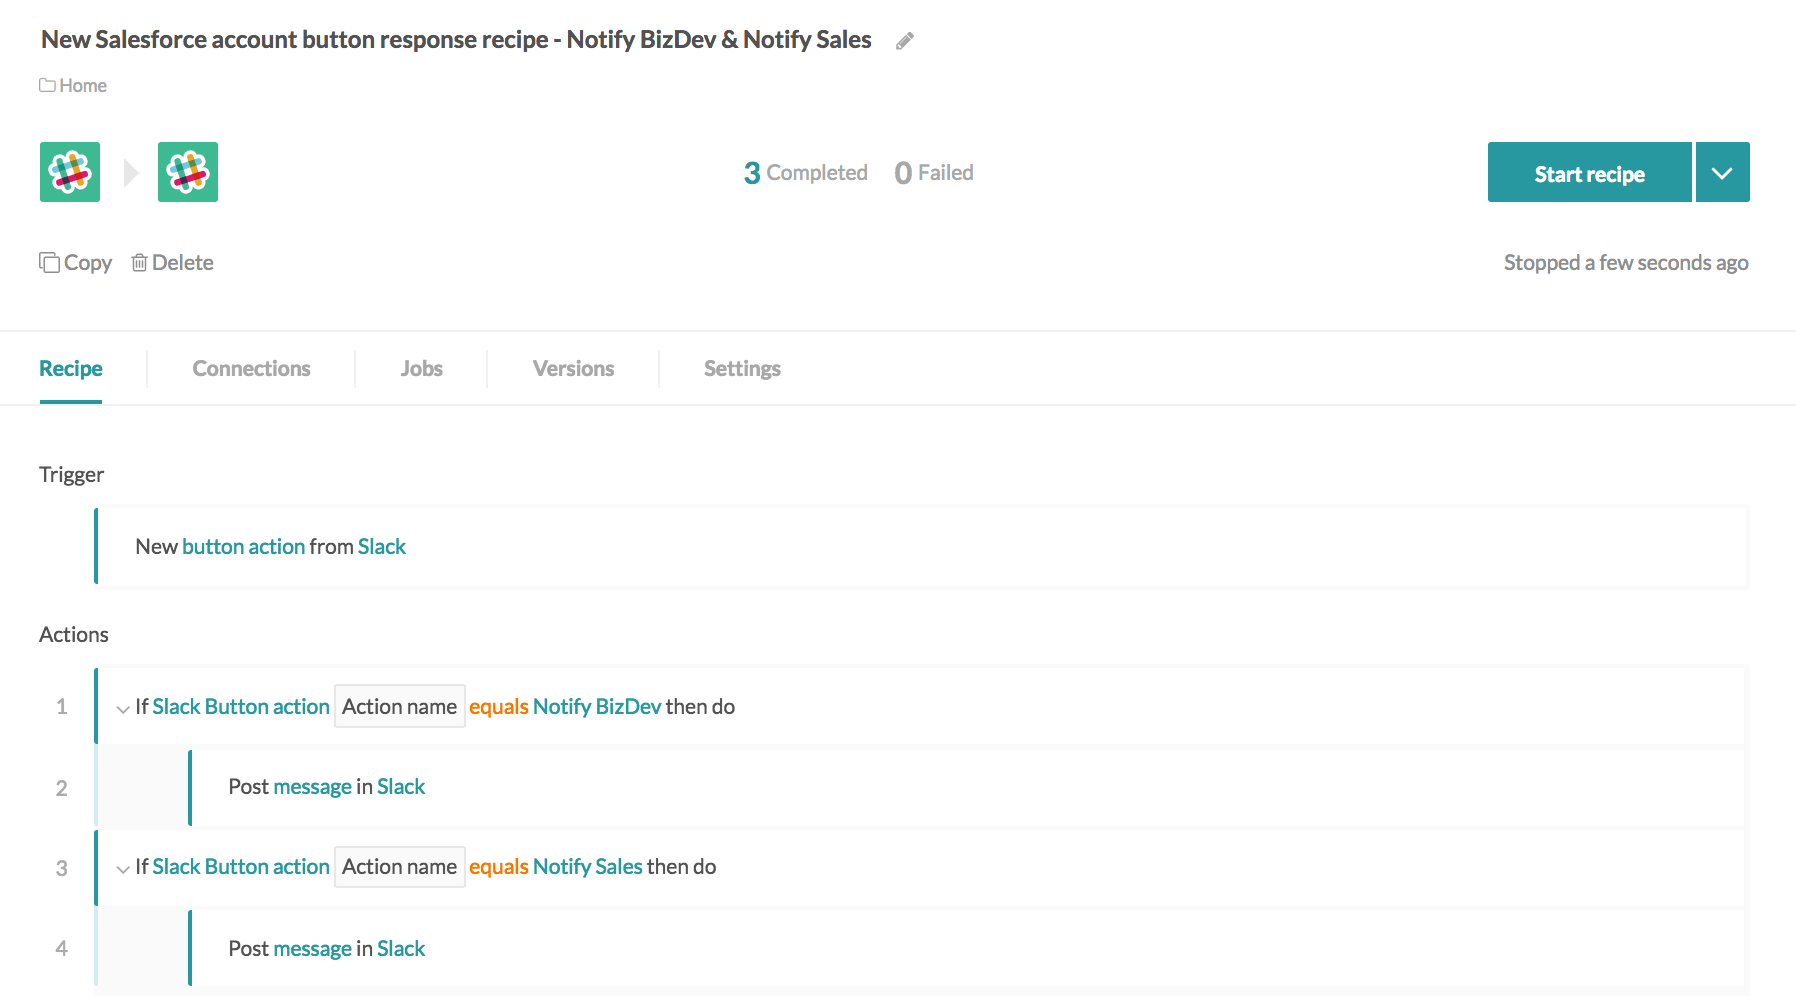 New Salesforce account button response recipe - Notify BizDev & Notify Sales
Home
3 Completed 0 Failed
Start recipe
Copy Delete
Stopped a few seconds ago
Recipe Connections Jobs Versions Settings
Trigger
New button action from Slack
Actions
1 If Slack Button action Action name equals Notify BizDev then do
2 Post message in Slack
3 If Slack Button action Action name equals Notify Sales then do
4 Post message in Slack